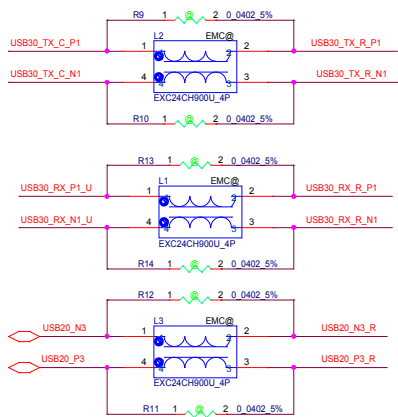 R9 1 @ 2 0_0402_5%
L2 EMC@
USB30_TX_C_P1 1 2 USB30_TX_R_P1
USB30_TX_C_N1 4 3 USB30_TX_R_N1
EXC24CH900U_4P
R10 1 @ 2 0_0402_5%
R13 1 @ 2 0_0402_5%
L1 EMC@
USB30_RX_P1_U 1 2 USB30_RX_R_P1
USB30_RX_N1_U 4 3 USB30_RX_R_N1
EXC24CH900U_4P
R14 1 @ 2 0_0402_5%
R12 1 @ 2 0_0402_5%
L3 EMC@
USB20_N3 1 2 USB20_N3_R
USB20_P3 4 3 USB20_P3_R
EXC24CH900U_4P
R11 1 @ 2 0_0402_5%